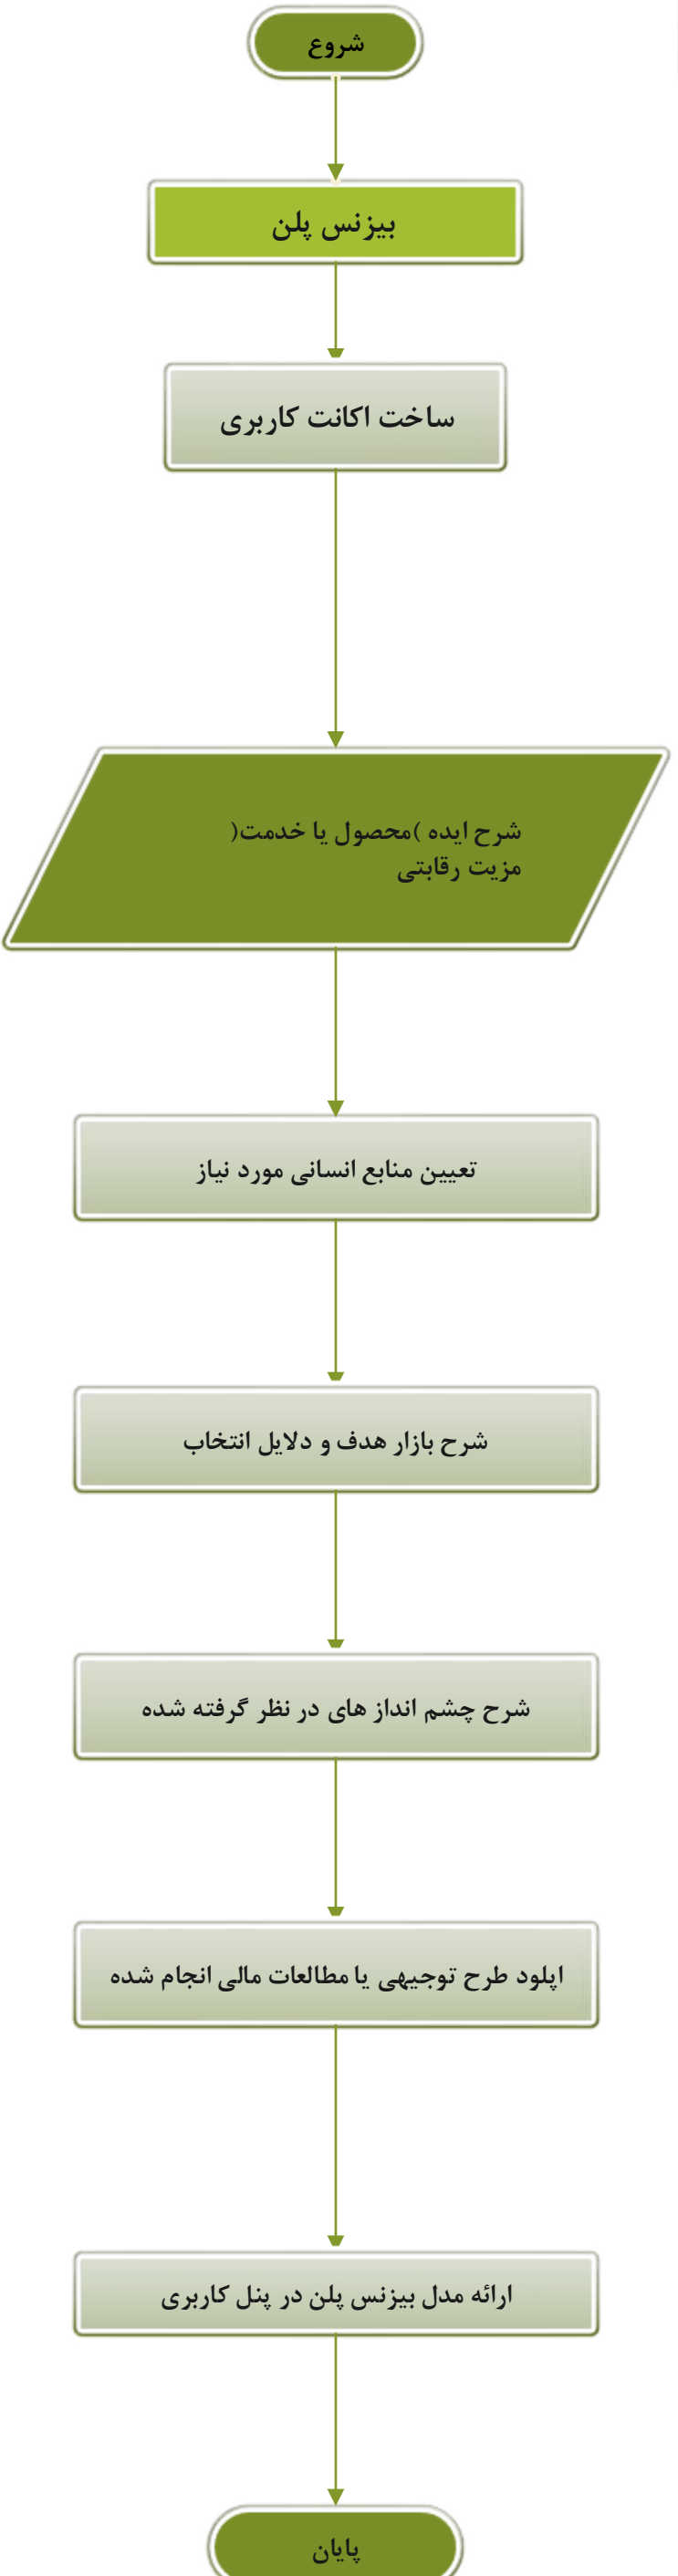 شروع
بیزنس پلن
ساخت اکانت کاربری
شرح ایده )محصول یا خدمت(
مزیت رقابتی
تعیین منابع انسانی مورد نیاز
شرح بازار هدف و دلایل انتخاب
شرح چشم انداز های در نظر گرفته شده
اپلود طرح توجیهی یا مطالعات مالی انجام شده
ارائه مدل بیزنس پلن در پنل کاربری
پایان